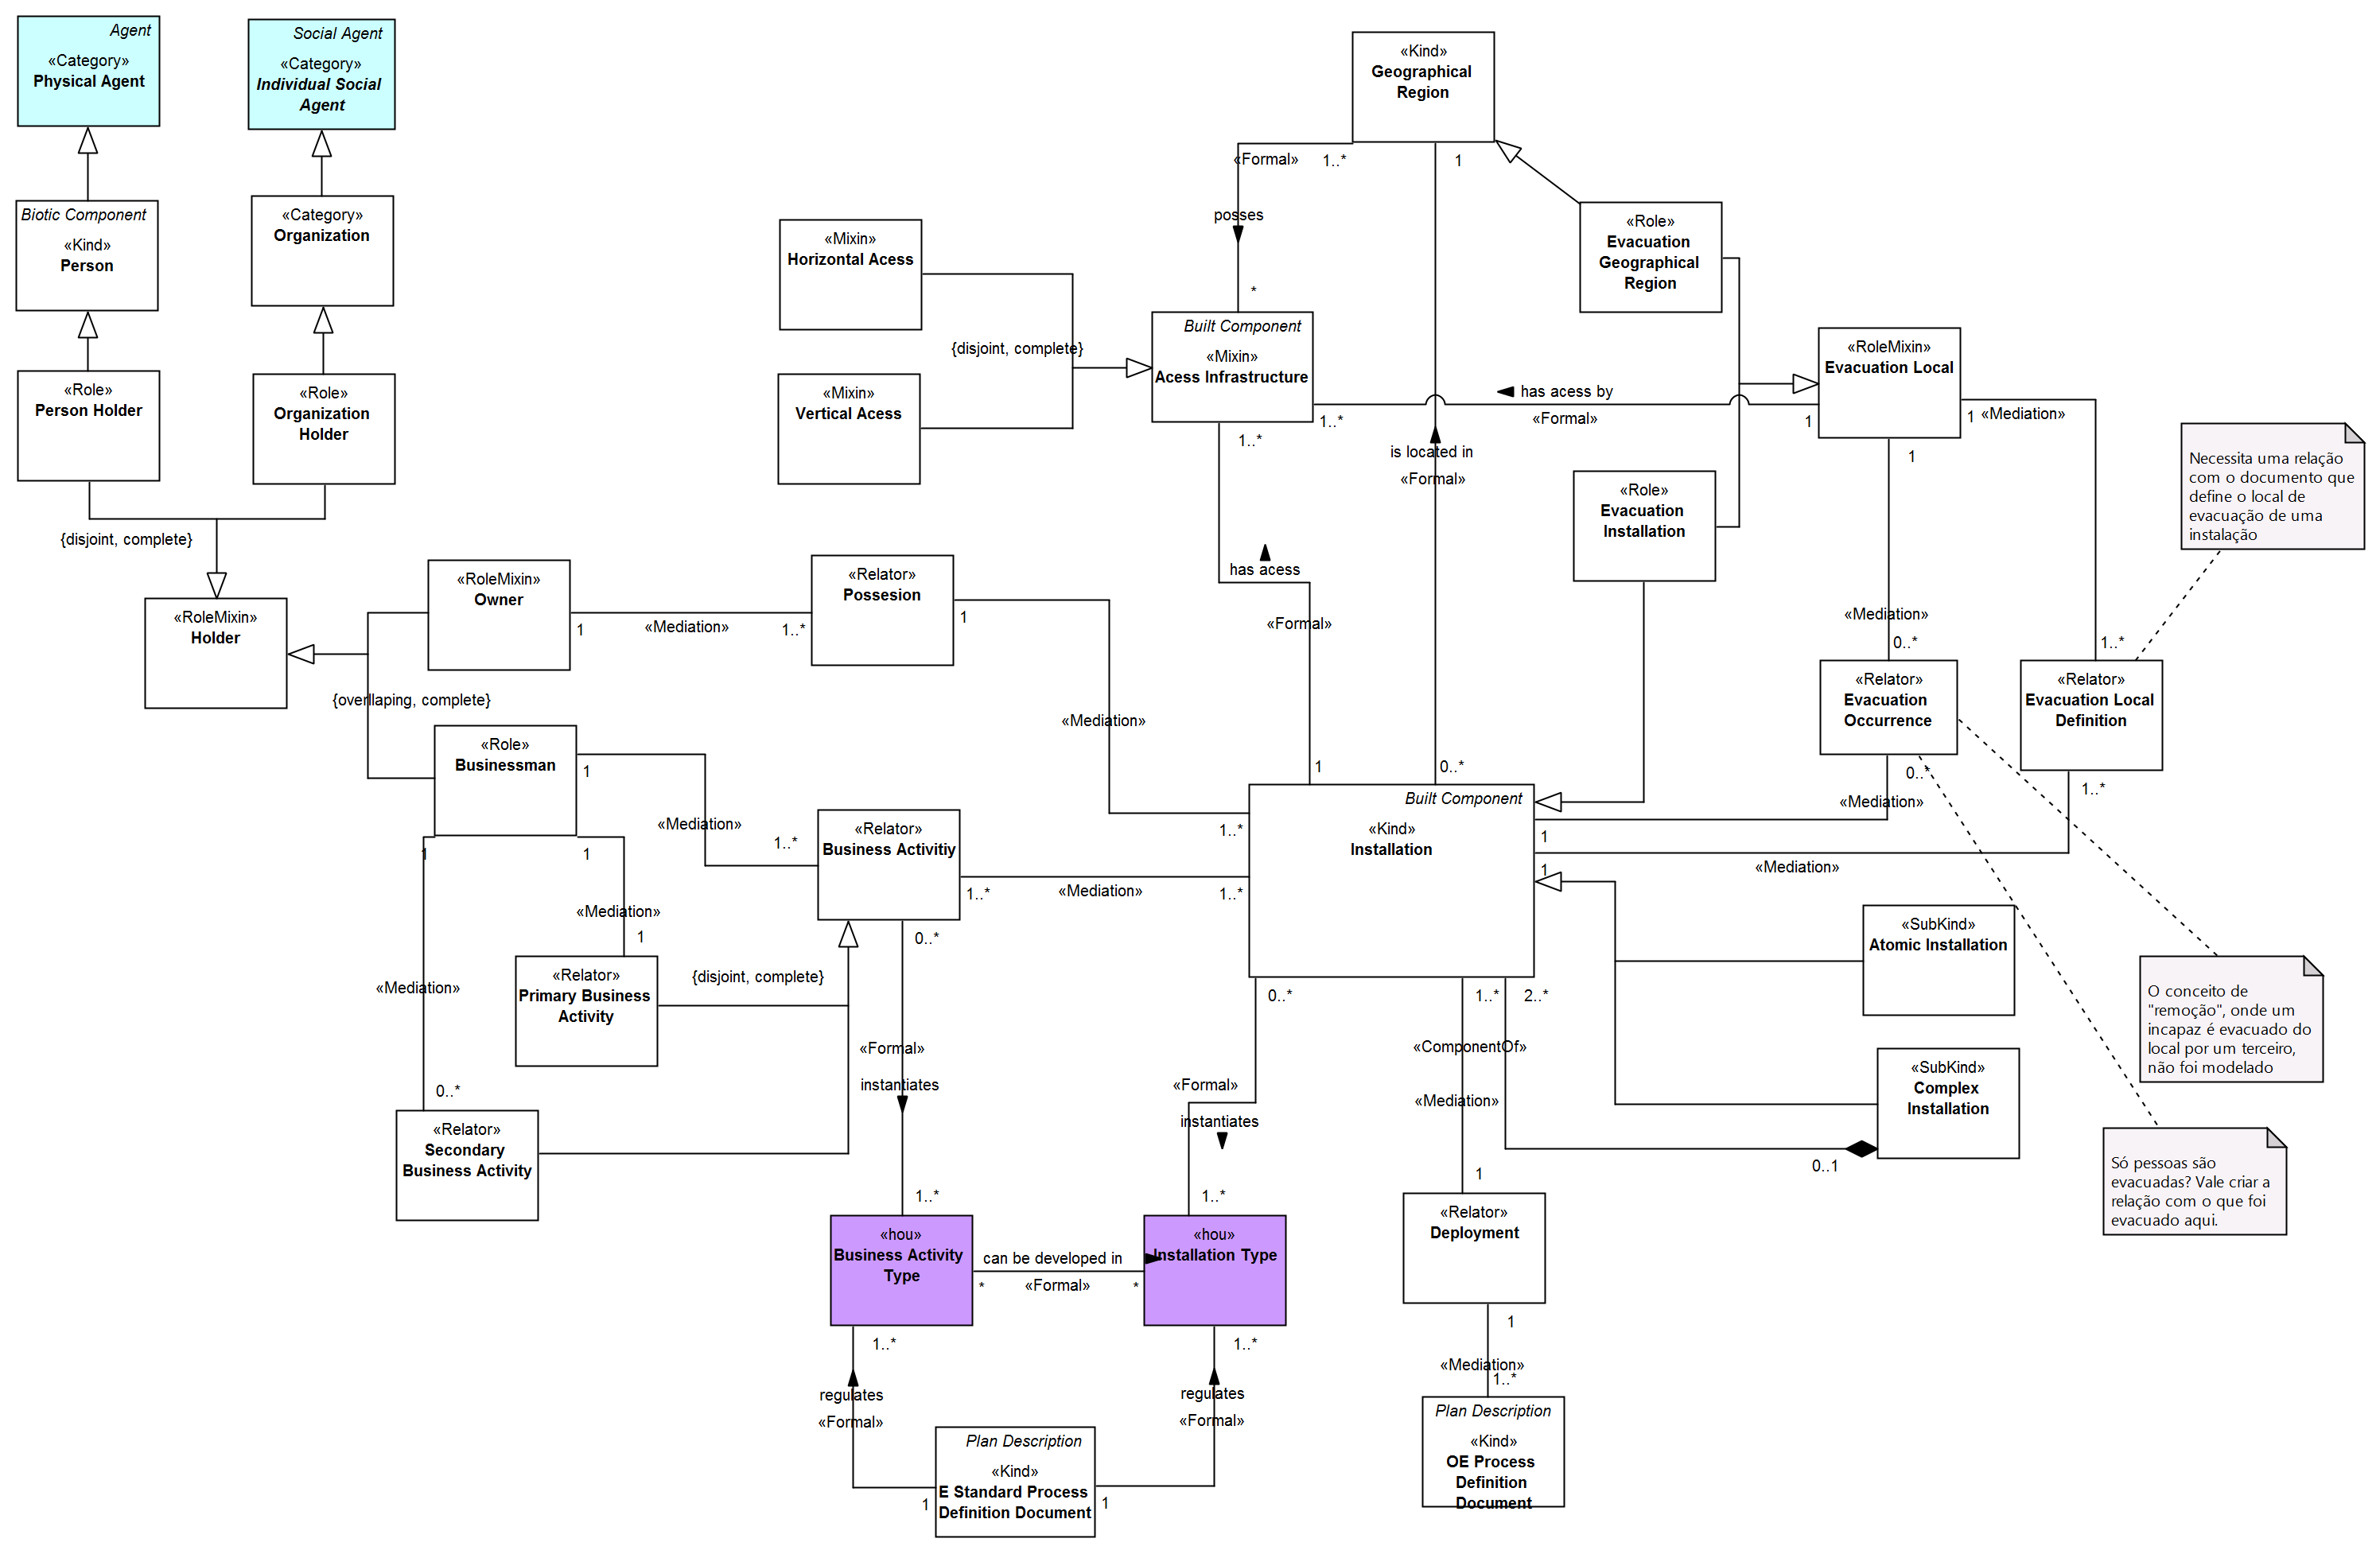 Agent
«Category»
Physical Agent
Social Agent
«Category»
Individual Social
Agent
«Kind»
Geographical
Region
1..*
1
«Formal»
posses
*
Biotic Component
«Kind»
Person
«Category»
Organization
«Mixin»
Horizontal Acess
«Role»
Evacuation
Geographical
Region
{disjoint, complete}
Built Component
«Mixin»
Acess Infrastructure
«RoleMixin»
Evacuation Local
«Role»
Person Holder
«Role»
Organization
Holder
«Mixin»
Vertical Acess
has acess by
«Formal»
1..*
1
1
«Mediation»
1..*
1
is located in
«Formal»
Necessita uma relação
com o documento que
define o local de
evacuação de uma
instalação
«Role»
Evacuation
Installation
{disjoint, complete}
has acess
«Formal»
«RoleMixin»
Holder
«RoleMixin»
Owner
1
«Mediation»
1..*
«Relator»
Possesion
1
«Mediation»
0..*
1..*
{overllaping, complete}
«Mediation»
«Relator»
Evacuation
Occurrence
«Relator»
Evacuation Local
Definition
«Role»
Businessman
1
1
0..*
0..*
1..*
«Mediation»
«Mediation»
1..*
«Relator»
Business Activitiy
1..*
Built Component
«Kind»
Installation
1
1
1
1
«Mediation»
1..*
«Mediation»
1..*
«Mediation»
«Mediation»
1
0..*
«SubKind»
Atomic Installation
«Relator»
Primary Business
Activity
{disjoint, complete}
«Mediation»
0..*
1..*
2..*
O conceito de
"remoção", onde um
incapaz é evacuado do
local por um terceiro,
não foi modelado
«Formal»
instantiates
«ComponentOf»
«Mediation»
«Formal»
instantiates
«SubKind»
Complex
Installation
0..1
0..*
«Relator»
Secondary
Business Activity
Só pessoas são
evacuadas? Vale criar a
relação com o que foi
evacuado aqui.
1..*
1..*
1
«hou»
Business Activity
Type
can be developed in
«Formal»
*
*
«hou»
Installation Type
«Relator»
Deployment
1..*
1..*
1
regulates
«Formal»
regulates
«Formal»
«Mediation»
1..*
Plan Description
«Kind»
E Standard Process
Definition Document
1
1
Plan Description
«Kind»
OE Process
Definition
Document